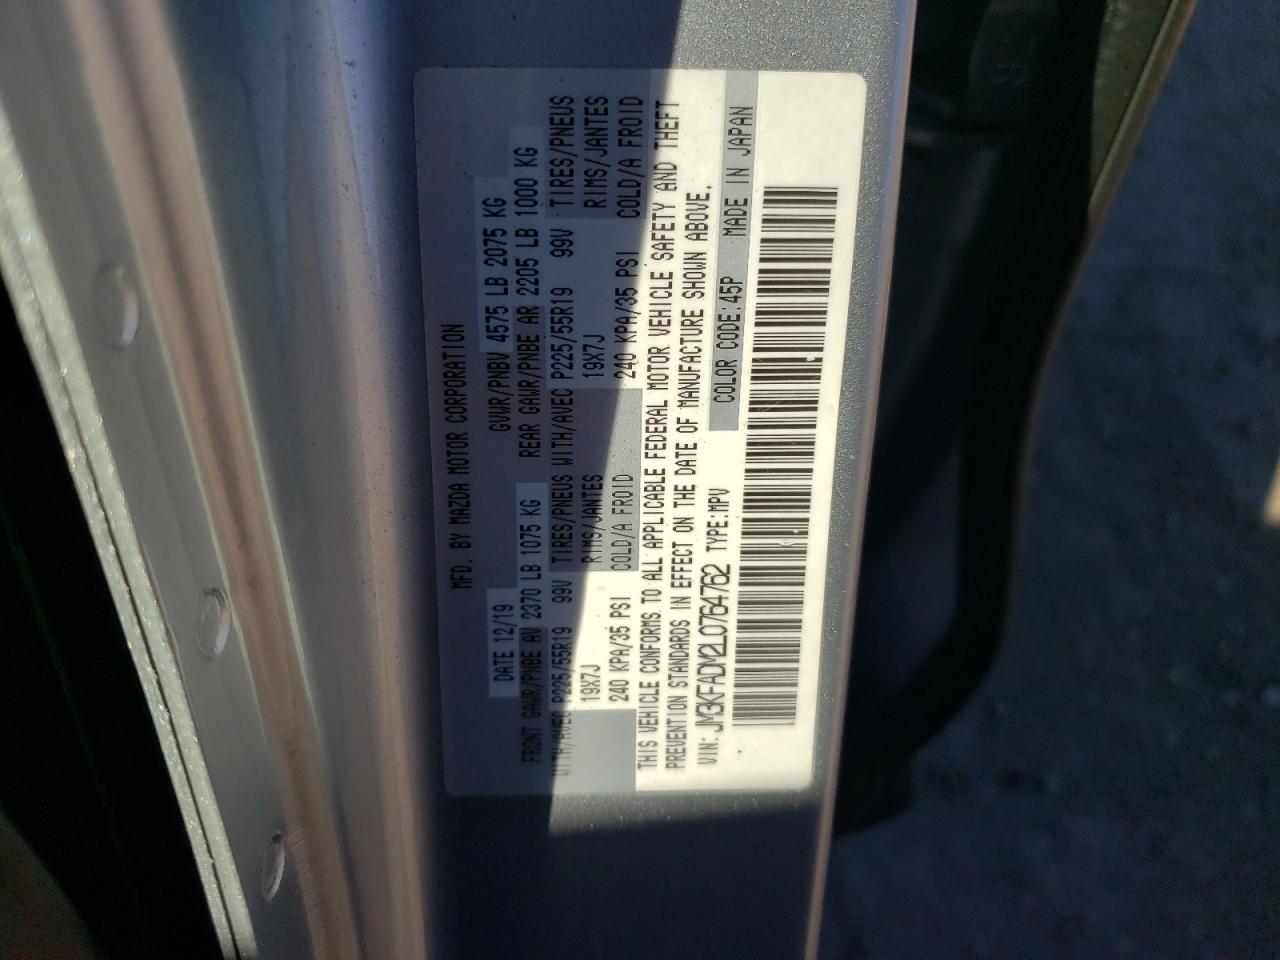 MFD. BY MAZDA MOTOR CORPORATION
DATE 12/19 GVWR/PNBV 4575 LB 2075 KG
FRONT GAWR/PNBE AV 2370 LB 1075 KG REAR GAWR/PNBE AR 2205 LB 1000 KG
WITH/AVEC P225/55R19 99V TIRES/PNEUS WITH/AVEC P225/55R19 99V TIRES/PNEUS
19X7J RIMS/JANTES 19X7J RIMS/JANTES
240 KPA/35 PSI COLD/A FROID 240 KPA/35 PSI COLD/A FROID
THIS VEHICLE CONFORMS TO ALL APPLICABLE FEDERAL MOTOR VEHICLE SAFETY AND THEFT
PREVENTION STANDARDS IN EFFECT ON THE DATE OF MANUFACTURE SHOWN ABOVE.
VIN: JM3KFADM2L0764762 TYPE:MPV COLOR CODE:45P MADE IN JAPAN